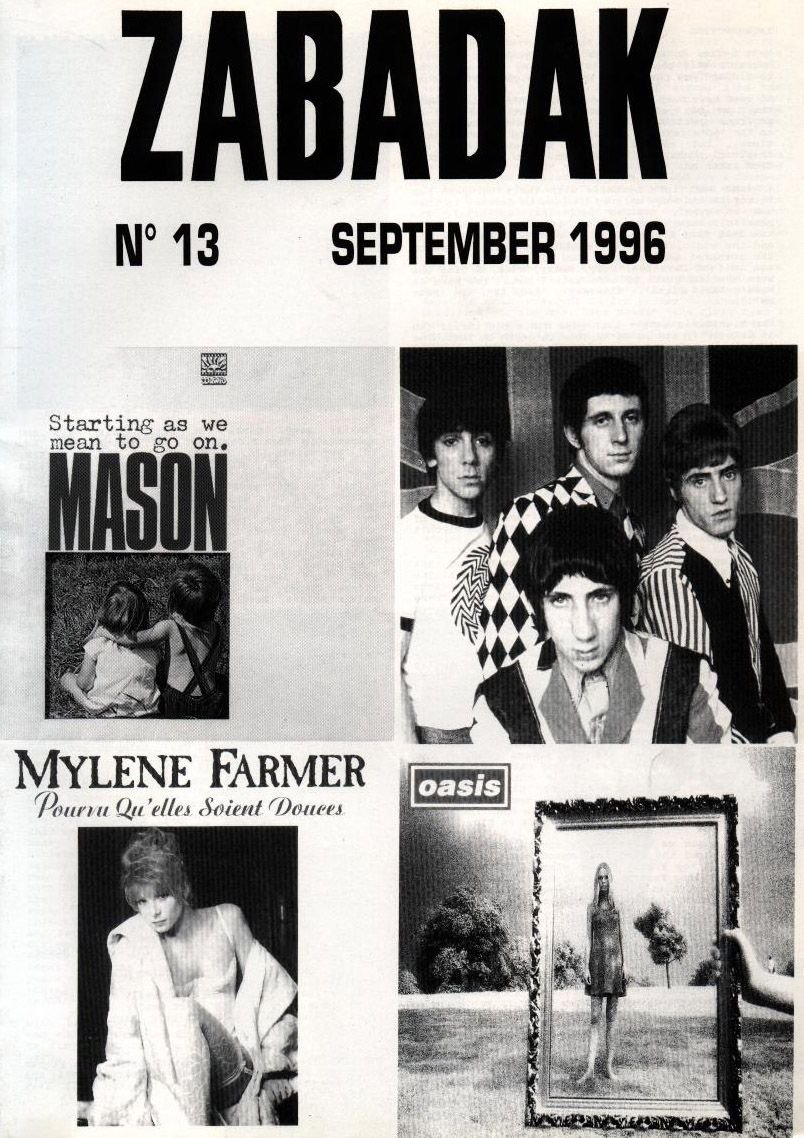 ZABADAK
N° 13 SEPTEMBER 1996
Starting as we
mean to go on.
MASON
MYLENE FARMER
Pourvu Qu'elles Soient Douces
oasis